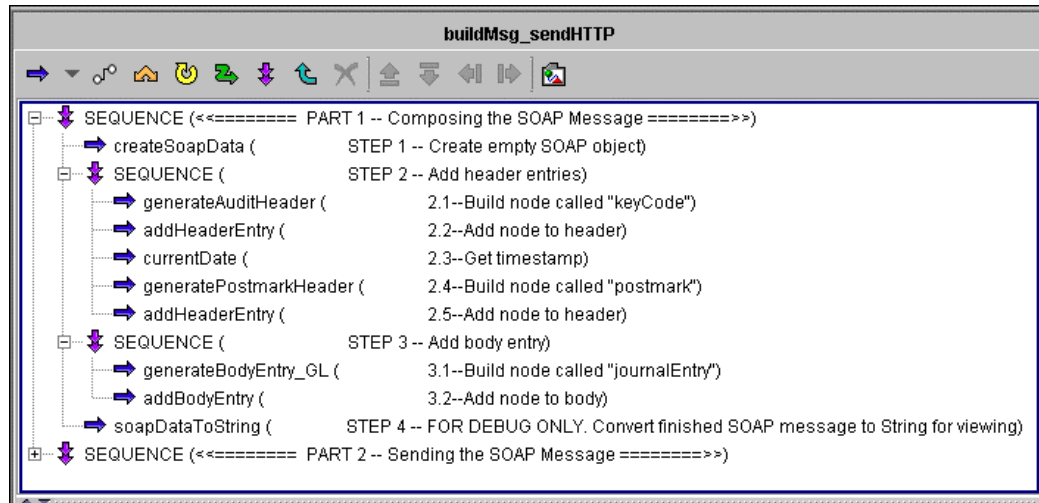 buildMsg_sendHTTP
SEQUENCE (<<======== PART 1 -- Composing the SOAP Message ========>>)
createSoapData ( STEP 1 -- Create empty SOAP object)
SEQUENCE ( STEP 2 -- Add header entries)
generateAuditHeader ( 2.1--Build node called "keyCode")
addHeaderEntry ( 2.2--Add node to header)
currentDate ( 2.3--Get timestamp)
generatePostmarkHeader ( 2.4--Build node called "postmark")
addHeaderEntry ( 2.5--Add node to header)
SEQUENCE ( STEP 3 -- Add body entry)
generateBodyEntry_GL ( 3.1--Build node called "journalEntry")
addBodyEntry ( 3.2--Add node to body)
soapDataToString ( STEP 4 -- FOR DEBUG ONLY. Convert finished SOAP message to String for viewing)
SEQUENCE (<<======== PART 2 -- Sending the SOAP Message ========>>)